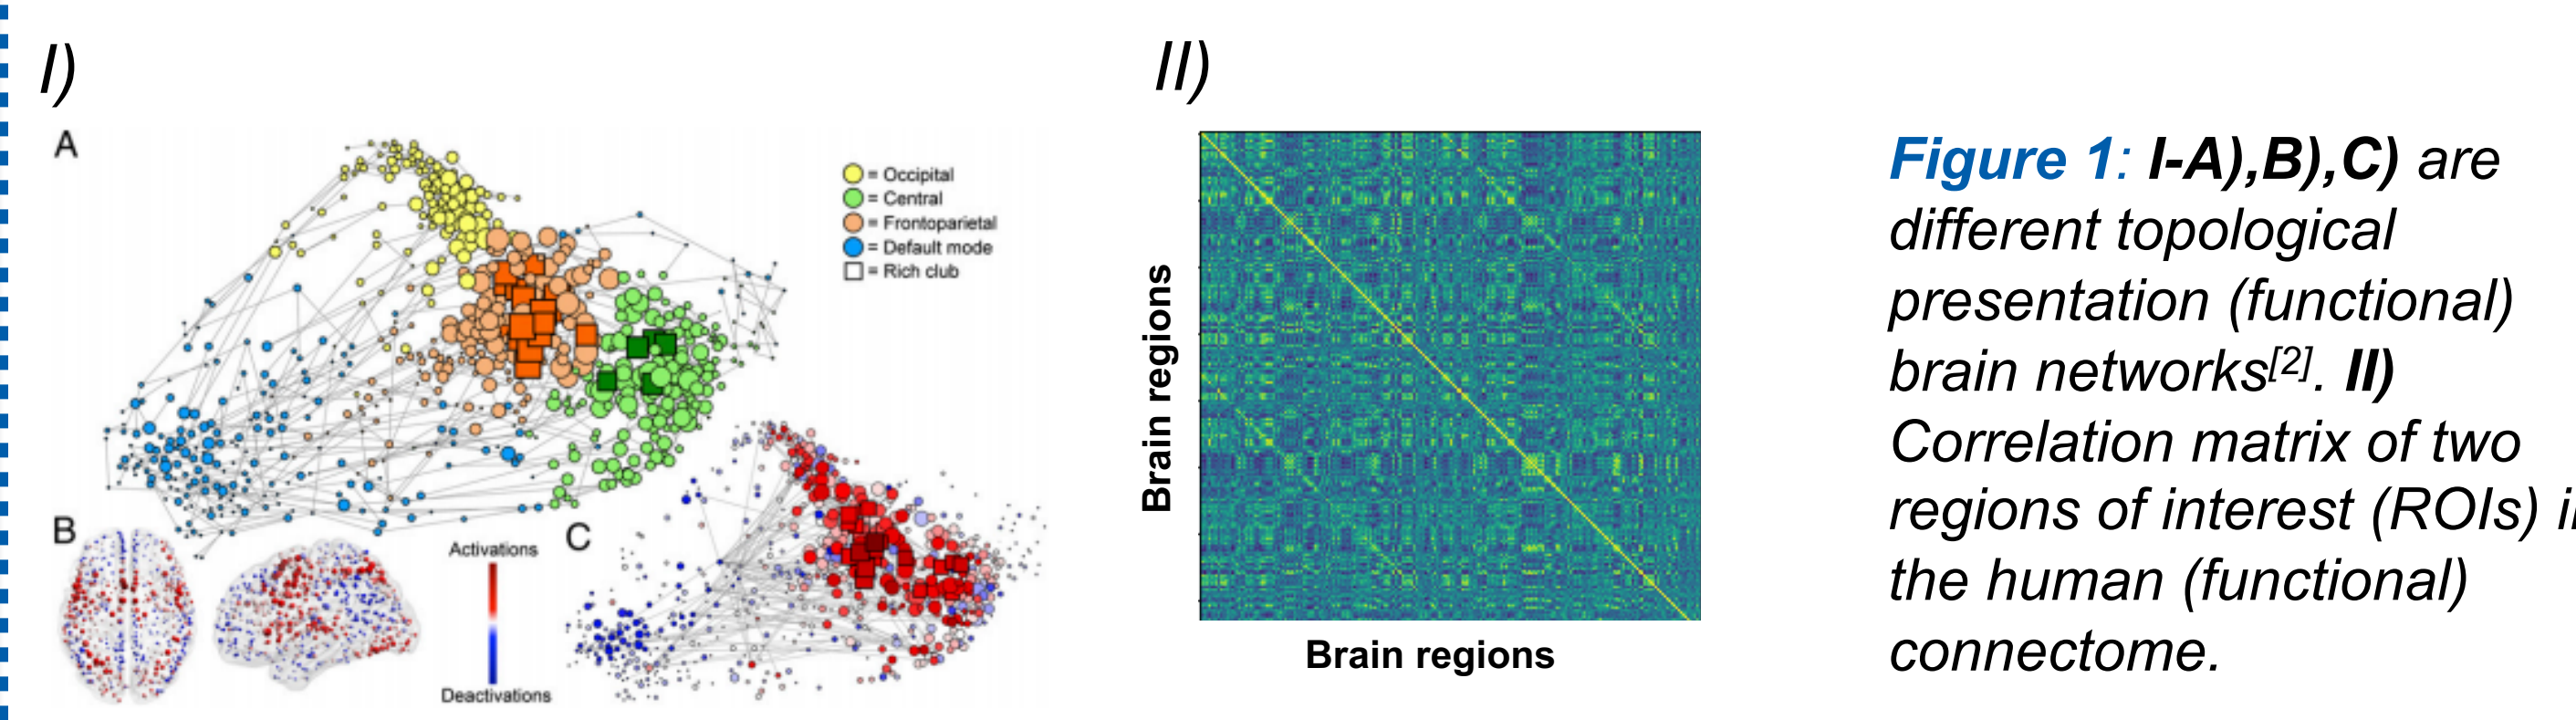 I)
A
= Occipital
= Central
= Frontoparietal
= Default mode
= Rich club
B
Activations
Deactivations
C
II)
Brain regions
Brain regions
Figure 1: I-A),B),C) are
different topological
presentation (functional)
brain networks[2]. II)
Correlation matrix of two
regions of interest (ROIs) i
the human (functional)
connectome.